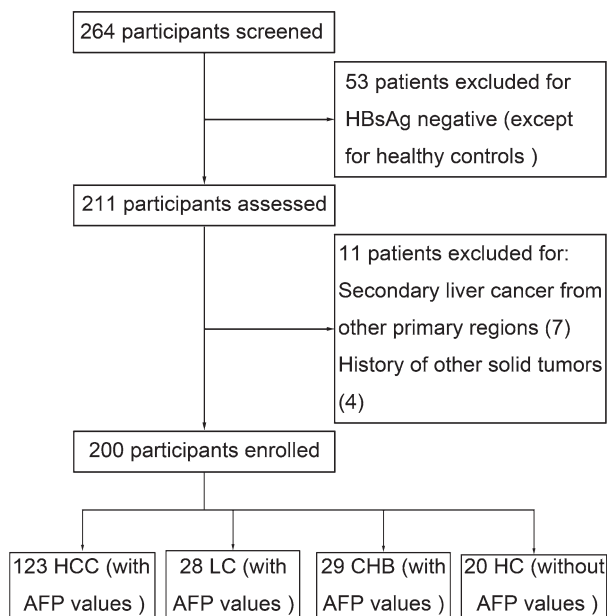 264 participants screened
53 patients excluded for
HBsAg negative (except
for healthy controls )
211 participants assessed
11 patients excluded for:
Secondary liver cancer from
other primary regions (7)
History of other solid tumors
(4)
200 participants enrolled
123 HCC (with
AFP values )
28 LC (with
AFP values )
29 CHB (with
AFP values )
20 HC (without
AFP values )